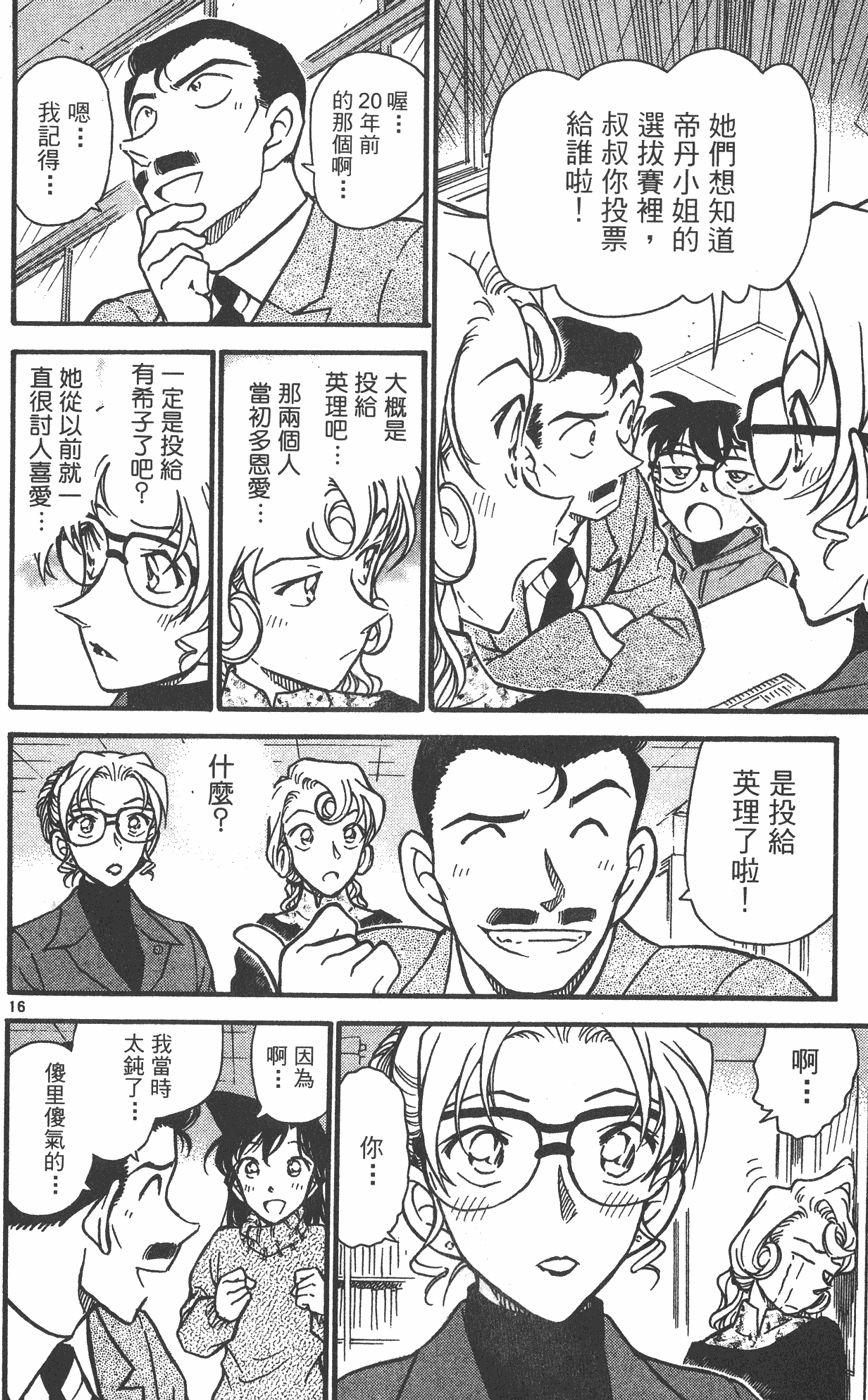 她們想知道
帝丹小姐的
選拔賽裡，
叔叔你投票
給誰啦！
喔…
20年前
的那個啊…
嗯…
我記得…
大概是
投給
英理吧…
那兩個人
當初多恩愛…
一定是投給
有希子了吧？
她從以前就一
直很討人喜愛…
是投給
英理了啦！
什麼？
16
啊…
你…
因為
啊…
我當時
太鈍了…
傻里傻氣的…